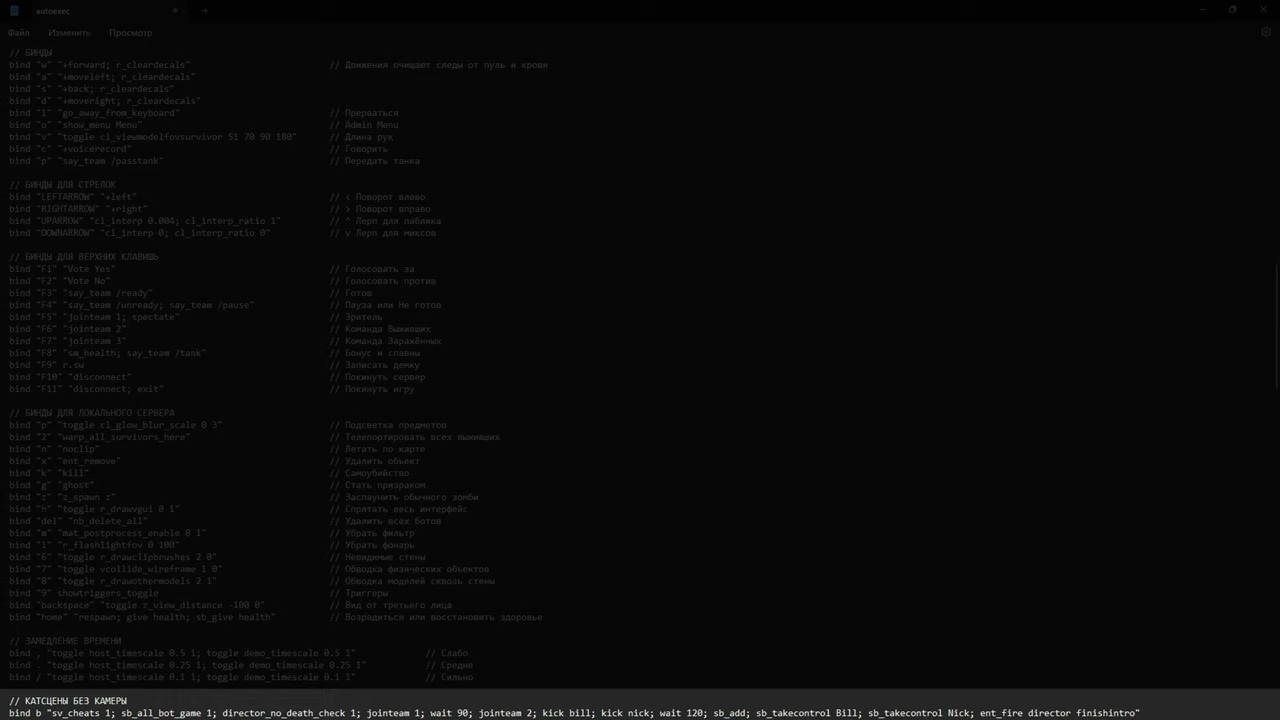 autoexec
Файл Изменить Просмотр
// БИНДЫ
bind "w" "+forward; r_cleardecals" // Движения очищает следы от пуль и крови
bind "a" "+moveleft; r_cleardecals"
bind "s" "+back; r_cleardecals"
bind "d" "+moveright; r_cleardecals"
bind "1" "go_away_from_keyboard" // Прерваться
bind "o" "show_menu Menu" // Admin Menu
bind "v" "toggle cl_viewmodelfovsurvivor 51 70 90 180" // Длина рук
bind "c" "+voicerecord" // Говорить
bind "p" "say_team /passtank" // Передать танка
// БИНДЫ ДЛЯ СТРЕЛОК
bind "LEFTARROW" "+left" // < Поворот влево
bind "RIGHTARROW" "+right" // > Поворот вправо
bind "UPARROW" "cl_interp 0.004; cl_interp_ratio 1" // ^ Лерп для паблика
bind "DOWNARROW" "cl_interp 0; cl_interp_ratio 0" // v Лерп для миксов
// БИНДЫ ДЛЯ ВЕРХНИХ КЛАВИШЬ
bind "F1" "Vote Yes" // Голосовать за
bind "F2" "Vote No" // Голосовать против
bind "F3" "say_team /ready" // Готов
bind "F4" "say_team /unready; say_team /pause" // Пауза или Не готов
bind "F5" "jointeam 1; spectate" // Зритель
bind "F6" "jointeam 2" // Команда Выживших
bind "F7" "jointeam 3" // Команда Заражённых
bind "F8" "sm_health; say_team /tank" // Бонус и спавны
bind "F9" r.sw // Записать демку
bind "F10" "disconnect" // Покинуть сервер
bind "F11" "disconnect; exit" // Покинуть игру
// БИНДЫ ДЛЯ ЛОКАЛЬНОГО СЕРВЕРА
bind "p" "toggle cl_glow_blur_scale 0 3" // Подсветка предметов
bind "2" "warp_all_survivors_here" // Телепортировать всех выживших
bind "n" "noclip" // Летать по карте
bind "x" "ent_remove" // Удалить объект
bind "k" "kill" // Самоубийство
bind "g" "ghost" // Стать призраком
bind "z" "z_spawn z" // Заспаунить обычного зомби
bind "h" "toggle r_drawvgui 0 1" // Спрятать весь интерфейс
bind "del" "nb_delete_all" // Удалить всех ботов
bind "m" "mat_postprocess_enable 0 1" // Убрать фильтр
bind "l" "r_flashlightfov 0 100" // Убрать фонарь
bind "6" "toggle r_drawclipbrushes 2 0" // Невидимые стены
bind "7" "toggle vcollide_wireframe 1 0" // Обводка физических объектов
bind "8" "toggle r_drawothermodels 2 1" // Обводка моделей сквозь стены
bind "9" showtriggers_toggle // Триггеры
bind "backspace" "toggle z_view_distance -100 0" // Вид от третьего лица
bind "home" "respawn; give health; sb_give health" // Возрадиться или восстановить здоровье
// ЗАМЕДЛЕНИЕ ВРЕМЕНИ
bind , "toggle host_timescale 0.5 1; toggle demo_timescale 0.5 1" // Слабо
bind . "toggle host_timescale 0.25 1; toggle demo_timescale 0.25 1" // Средне
bind / "toggle host_timescale 0.1 1; toggle demo_timescale 0.1 1" // Сильно
// КАТСЦЕНЫ БЕЗ КАМЕРЫ
bind b "sv_cheats 1; sb_all_bot_game 1; director_no_death_check 1; jointeam 1; wait 90; jointeam 2; kick bill; kick nick; wait 120; sb_add; sb_takecontrol Bill; sb_takecontrol Nick; ent_fire director finishintro"